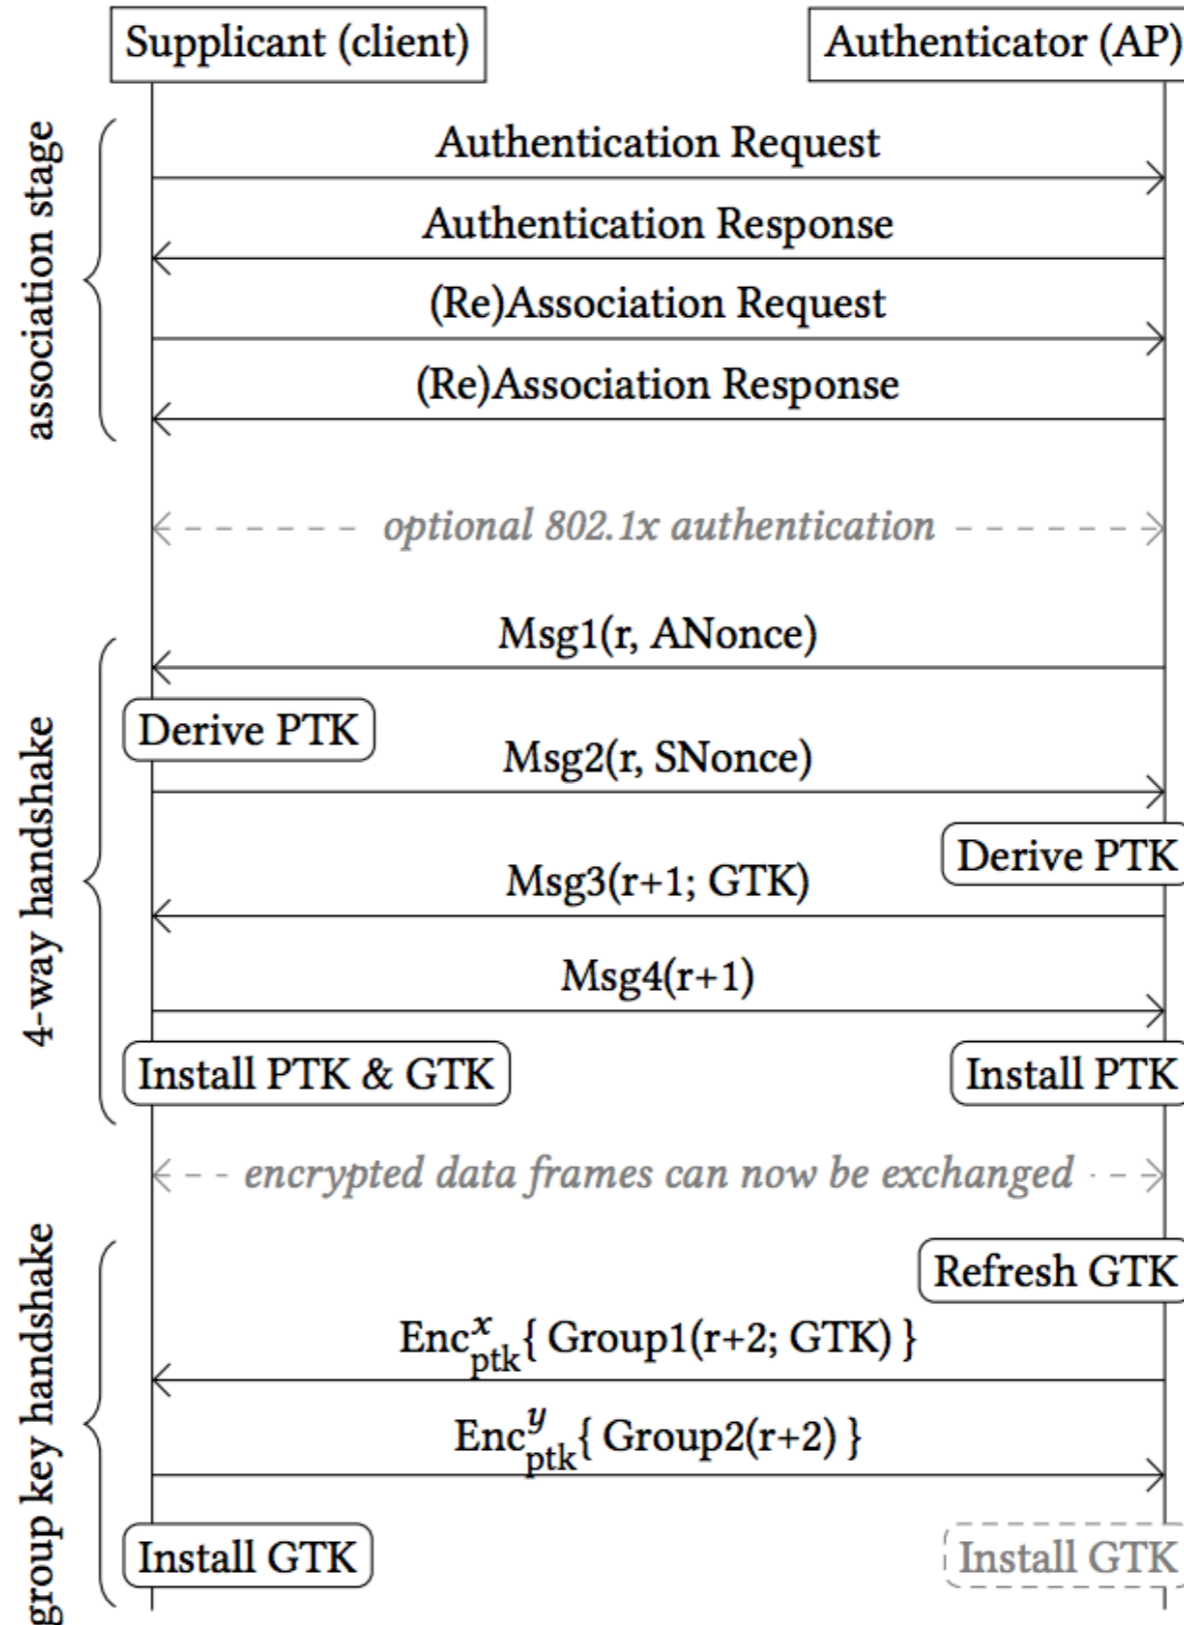 Supplicant (client)
Authenticator (AP)
association stage
Authentication Request
Authentication Response
(Re)Association Request
(Re)Association Response
optional 802.1x authentication
4-way handshake
Msg1(r, ANonce)
Derive PTK
Msg2(r, SNonce)
Derive PTK
Msg3(r+1; GTK)
Msg4(r+1)
Install PTK & GTK
Install PTK
encrypted data frames can now be exchanged
group key handshake
Refresh GTK
Enc^x_ptk{ Group1(r+2; GTK) }
Enc^y_ptk{ Group2(r+2) }
Install GTK
Install GTK